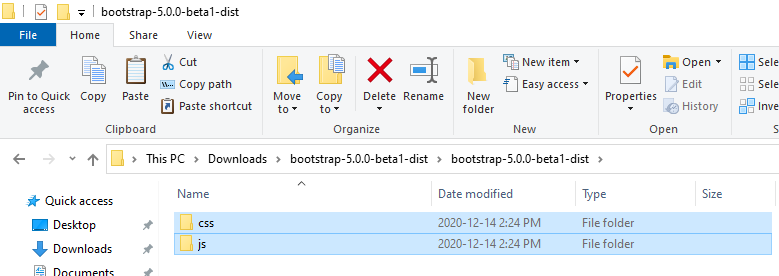 bootstrap-5.0.0-beta1-dist
File Home Share View
Pin to Quick access
Copy
Paste
Cut
Copy path
Paste shortcut
Clipboard
Move to
Copy to
Delete
Rename
Organize
New folder
New item
Easy access
New
Properties
Open
Edit
History
Open
Sele
Sele
Inve
S
This PC > Downloads > bootstrap-5.0.0-beta1-dist > bootstrap-5.0.0-beta1-dist >
Quick access
Desktop
Downloads
Documents
Name Date modified Type Size
css 2020-12-14 2:24 PM File folder
js 2020-12-14 2:24 PM File folder